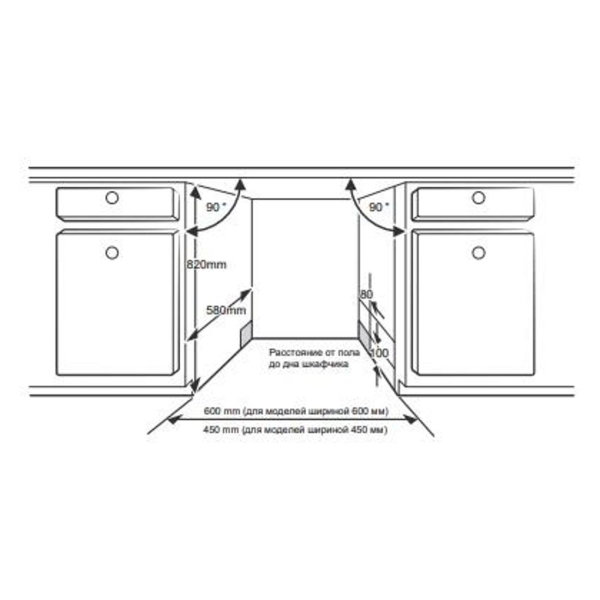 90 °
90 °
820mm
580mm
80
100
Расстояние от пола
до дна шкафчика
600 mm (для моделей шириной 600 мм)
450 mm (для моделей шириной 450 мм)